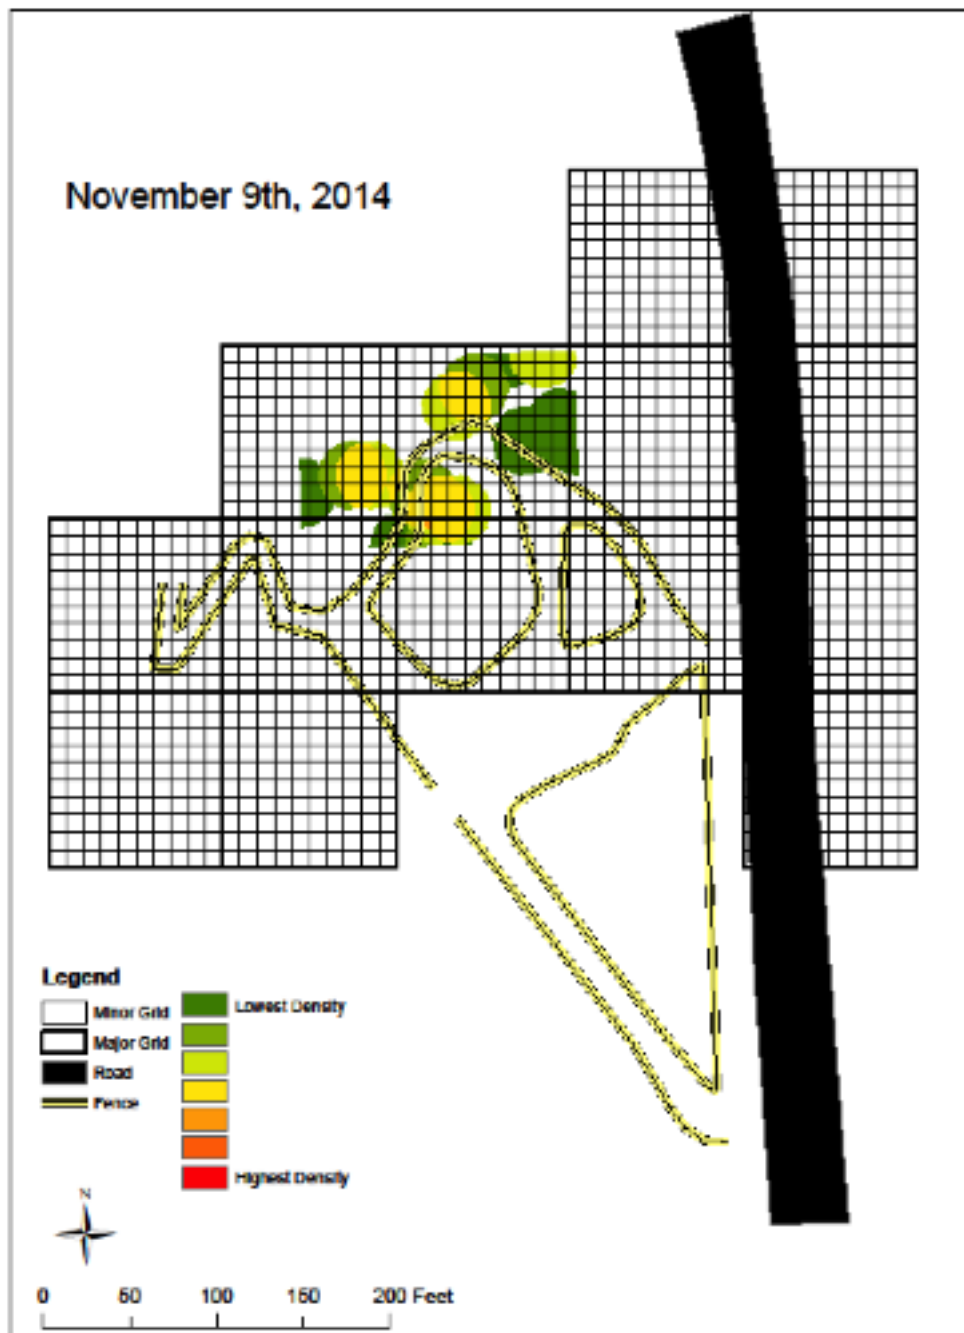 November 9th, 2014
Legend
Minor Grid
Major Grid
Road
Fence
Lowest Density
Highest Density
N
0 50 100 150 200 Feet